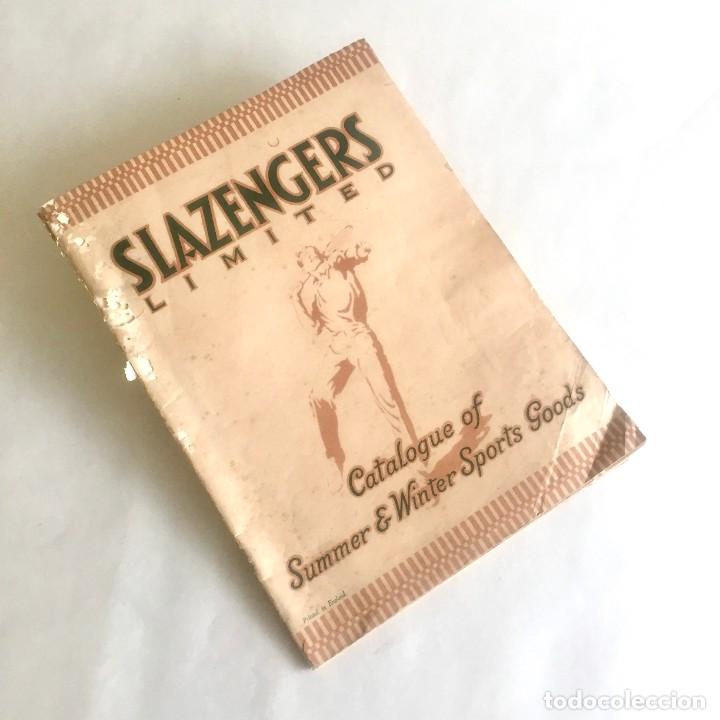 SLAZENGERS
LIMITED
Catalogue of
Summer & Winter Sports Goods
Printed in England
todocoleccion